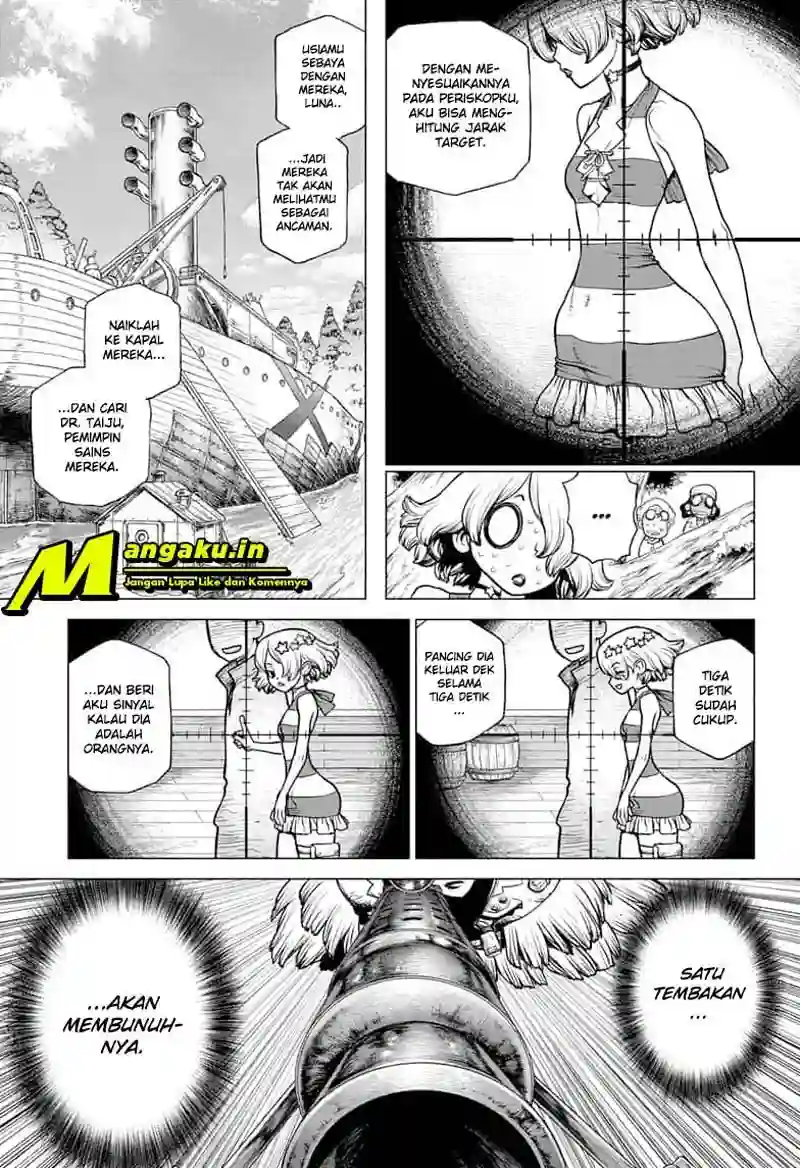 DENGAN ME-
NYESUAIKANNYA
PADA PERISKOPKU,
AKU BISA MENG-
HITUNG JARAK
TARGET.
USIAMU
SEBAYA
DENGAN
MEREKA,
LUNA..
...JADI
MEREKA
TAK AKAN
MELIHATMU
SEBAGAI
ANCAMAN.
NAIKLAH
KE KAPAL
MEREKA...
...DAN CARI
DR. TAIJU,
PEMIMPIN
SAINS
MEREKA.
...
Mangaku.in
Jangan Lupa Like dan Komennya
TIGA
DETIK
SUDAH
CUKUP.
PANCING DIA
KELUAR DEK
SELAMA
TIGA DETIK
...
...DAN BERI
AKU SINYAL
KALAU DIA
ADALAH
ORANGNYA.
SATU
TEMBAKAN
...
...AKAN
MEMBUNUH-
NYA.